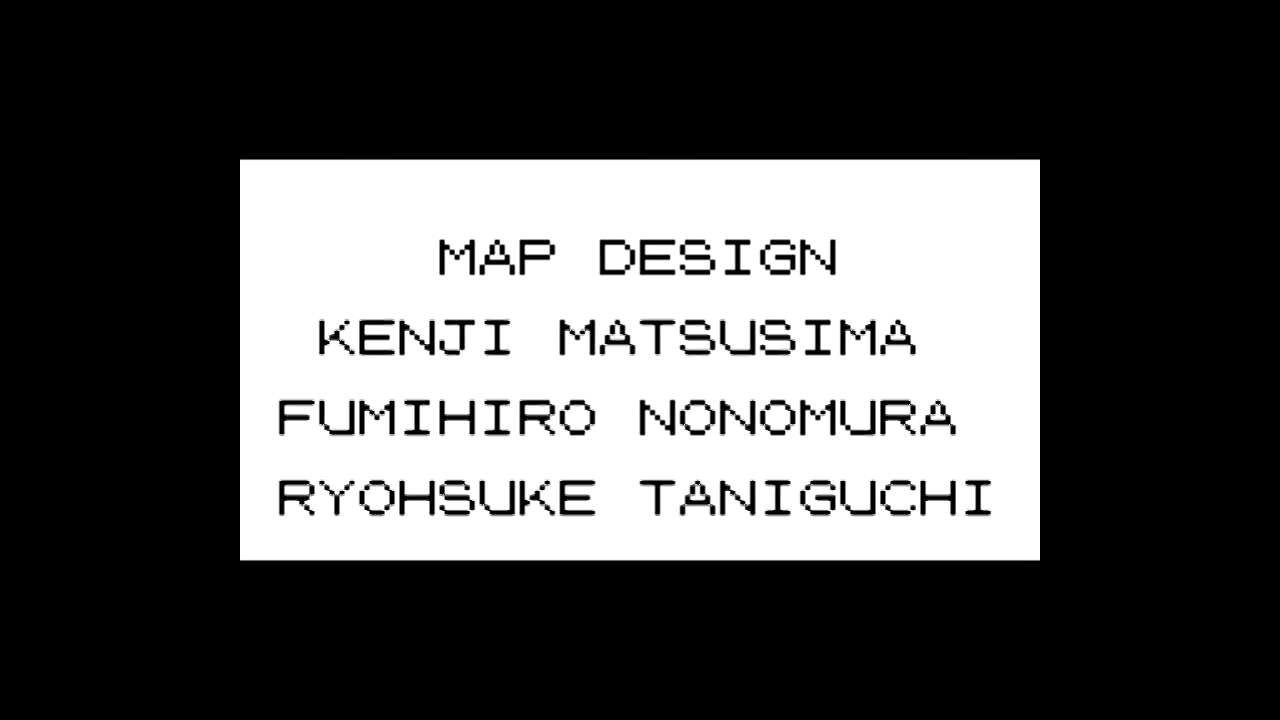 MAP DESIGN
KENJI MATSUSIMA
FUMIHIRO NONOMURA
RYOHSUKE TANIGUCHI